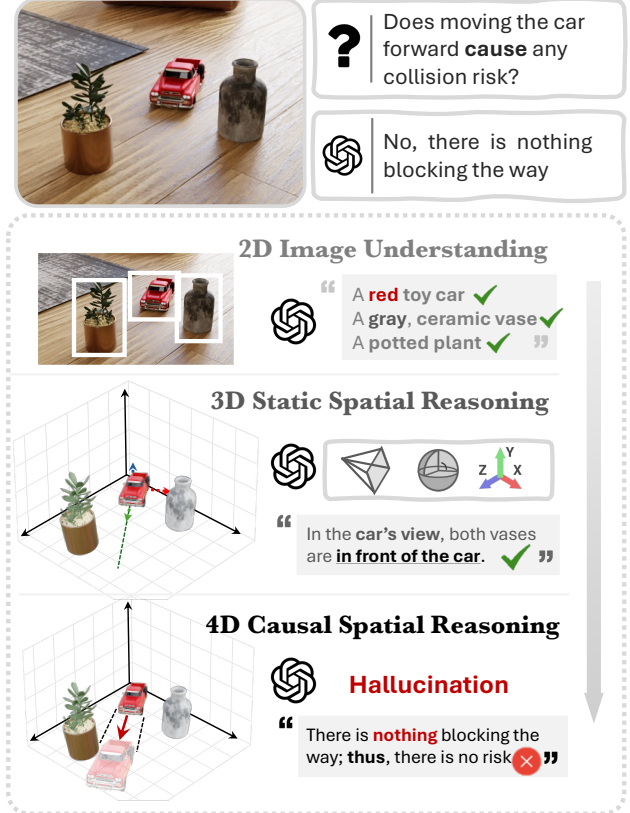 ?
Does moving the car
forward cause any
collision risk?
No, there is nothing
blocking the way
2D Image Understanding
“
A red toy car
A gray, ceramic vase
A potted plant
”
3D Static Spatial Reasoning
Y
Z X
“
In the car's view, both vases
are in front of the car.
”
4D Causal Spatial Reasoning
Hallucination
“
There is nothing blocking the
way; thus, there is no risk
”